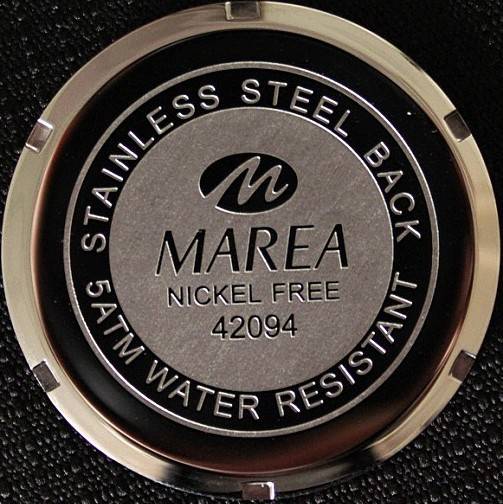 STAINLESS STEEL BACK
M
MAREA
NICKEL FREE
42094
5ATM WATER RESISTANT